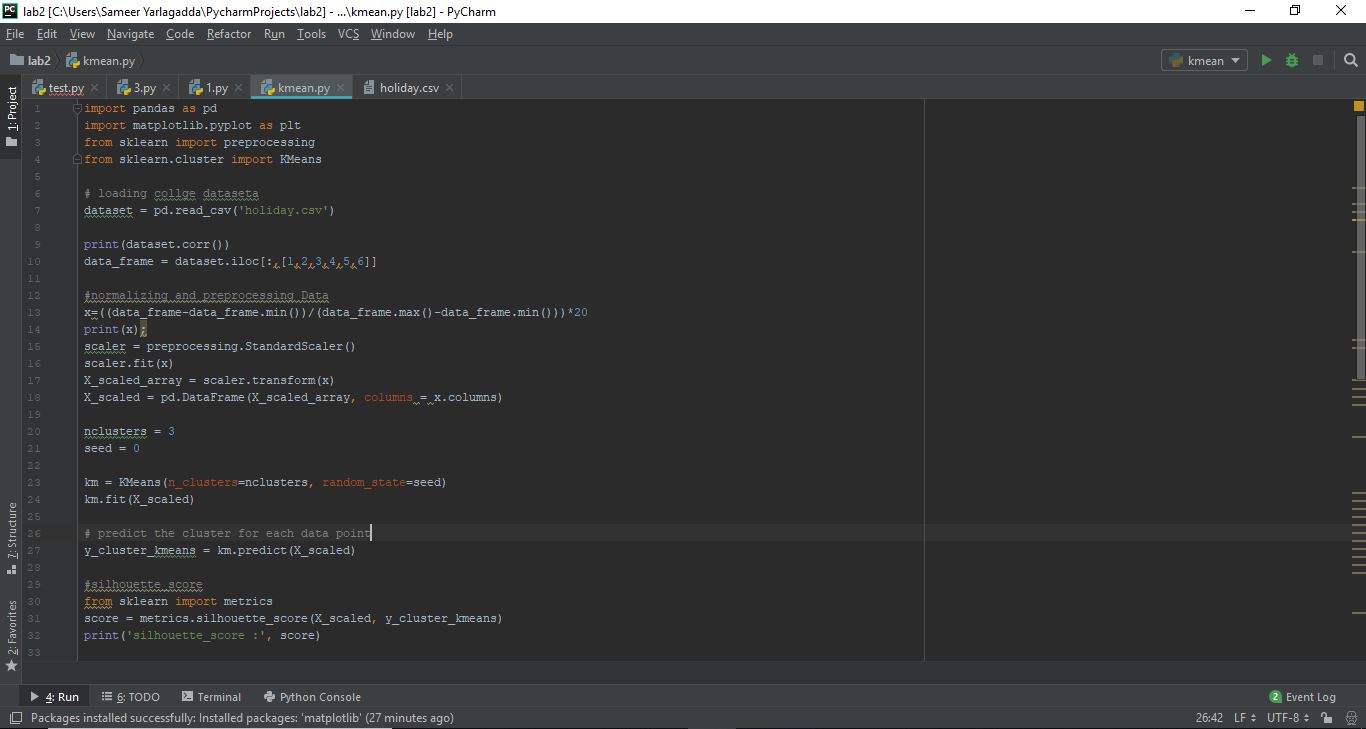 lab2 [C:\Users\Sameer Yarlagadda\PycharmProjects\lab2] - ...\kmean.py [lab2] - PyCharm
File Edit View Navigate Code Refactor Run Tools VCS Window Help
lab2 kmean.py kmean
test.py 3.py 1.py kmean.py holiday.csv
1: Project
1 import pandas as pd
2 import matplotlib.pyplot as plt
3 from sklearn import preprocessing
4 from sklearn.cluster import KMeans
5
6 # loading collge dataseta
7 dataset = pd.read_csv('holiday.csv')
8
9 print(dataset.corr())
10 data_frame = dataset.iloc[:,[1,2,3,4,5,6]]
11
12 #normalizing and preprocessing Data
13 x=((data_frame-data_frame.min())/(data_frame.max()-data_frame.min()))*20
14 print(x);
15 scaler = preprocessing.StandardScaler()
16 scaler.fit(x)
17 X_scaled_array = scaler.transform(x)
18 X_scaled = pd.DataFrame(X_scaled_array, columns = x.columns)
19
20 nclusters = 3
21 seed = 0
22
23 km = KMeans(n_clusters=nclusters, random_state=seed)
24 km.fit(X_scaled)
25
26 # predict the cluster for each data point
27 y_cluster_kmeans = km.predict(X_scaled)
28
29 #silhouette score
30 from sklearn import metrics
31 score = metrics.silhouette_score(X_scaled, y_cluster_kmeans)
32 print('silhouette_score :', score)
33
7: Structure
2: Favorites
4: Run 6: TODO Terminal Python Console 2 Event Log
Packages installed successfully: Installed packages: 'matplotlib' (27 minutes ago) 26:42 LF UTF-8